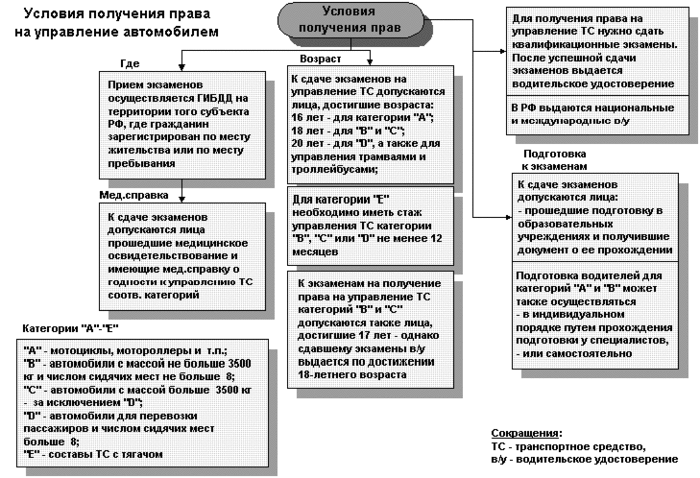 Условия получения права
на управление автомобилем
Условия
получения прав
Где
Прием экзаменов
осуществляется ГИБДД на
территории того субъекта
РФ, где гражданин
зарегистрирован по месту
жительства или по месту
пребывания
Мед.справка
К сдаче экзаменов
допускаются лица
прошедшие медицинское
освидетельствование и
имеющие мед.справку о
годности к управлению ТС
соотв. категорий
Возраст
К сдаче экзаменов на
управление ТС допускаются
лица, достигшие возраста:
16 лет - для категории "А";
18 лет - для "В" и "С";
20 лет - для "D", а также для
управления трамваями и
троллейбусами;
Для категории "Е"
необходимо иметь стаж
управления ТС категории
"В", "С" или "D" не менее 12
месяцев
К экзаменам на получение
права на управление ТС
категорий "В" и "С"
допускаются также лица,
достигшие 17 лет - однако
сдавшему экзамены в/у
выдается по достижении
18-летнего возраста
Для получения права на
управление ТС нужно сдать
квалификационные экзамены.
После успешной сдачи
экзаменов выдается
водительское удостоверение
В РФ выдаются национальные
и международные в/у
Подготовка
к экзаменам
К сдаче экзаменов
допускаются лица:
- прошедшие подготовку в
образовательных
учреждениях и получившие
документ о ее прохождении
Подготовка водителей для
категорий "А" и "В" может
также осуществляться
- в индивидуальном
порядке путем прохождения
подготовки у специалистов,
- или самостоятельно
Категории "А"-"Е"
"А" - мотоциклы, мотороллеры и т.п.;
"В" - автомобили с массой не больше 3500
кг и числом сидячих мест не больше 8;
"С" - автомобили с массой больше 3500 кг
- за исключением "D";
"D" - автомобили для перевозки
пассажиров и числом сидячих мест
больше 8;
"Е" - составы ТС с тягачом
Сокращения:
ТС - транспортное средство,
в/у - водительское удостоверение